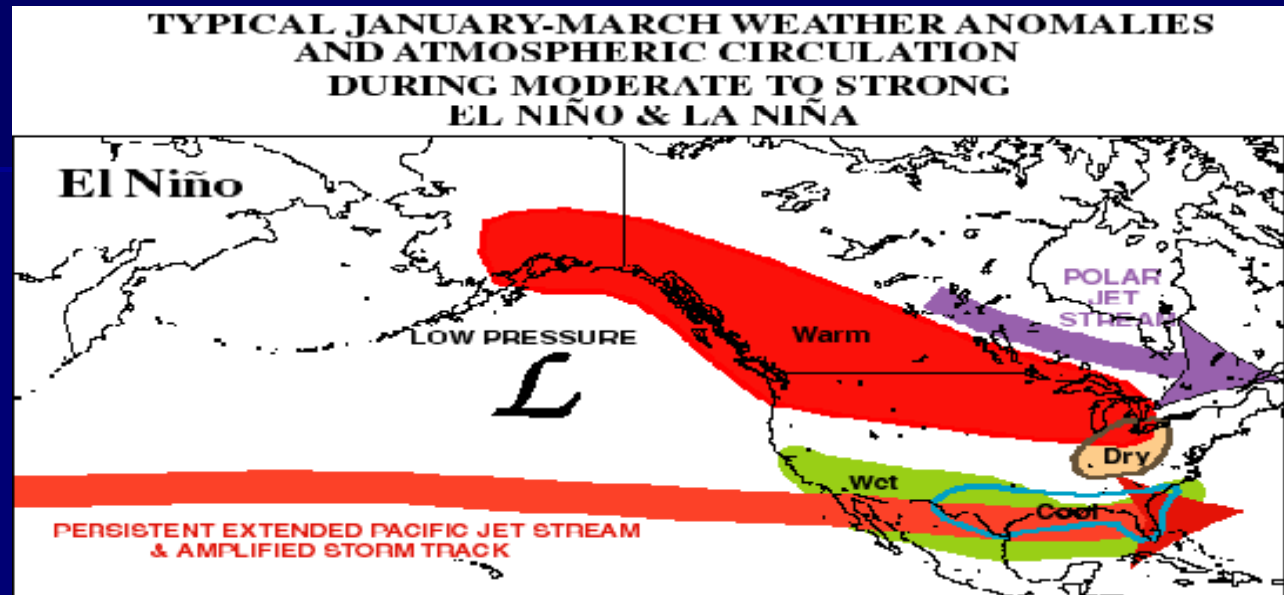 TYPICAL JANUARY-MARCH WEATHER ANOMALIES
AND ATMOSPHERIC CIRCULATION
DURING MODERATE TO STRONG
EL NIÑO & LA NIÑA
El Niño
POLAR
JET
STREAM
LOW PRESSURE
Warm
L
Dry
Wet
Cool
PERSISTENT EXTENDED PACIFIC JET STREAM
& AMPLIFIED STORM TRACK